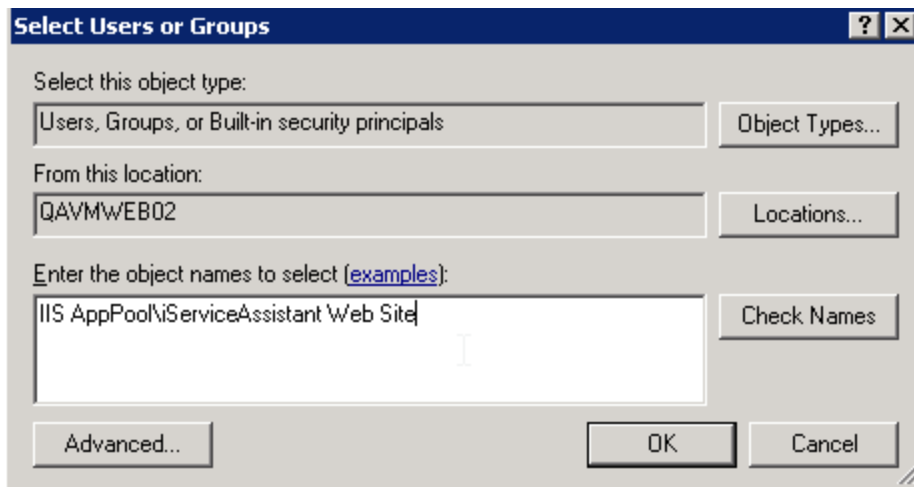 Select Users or Groups
Select this object type:
Users, Groups, or Built-in security principals
Object Types...
From this location:
QAVMWEB02
Locations...
Enter the object names to select (examples):
IIS AppPool\iServiceAssistant Web Site
Check Names
Advanced...
OK
Cancel